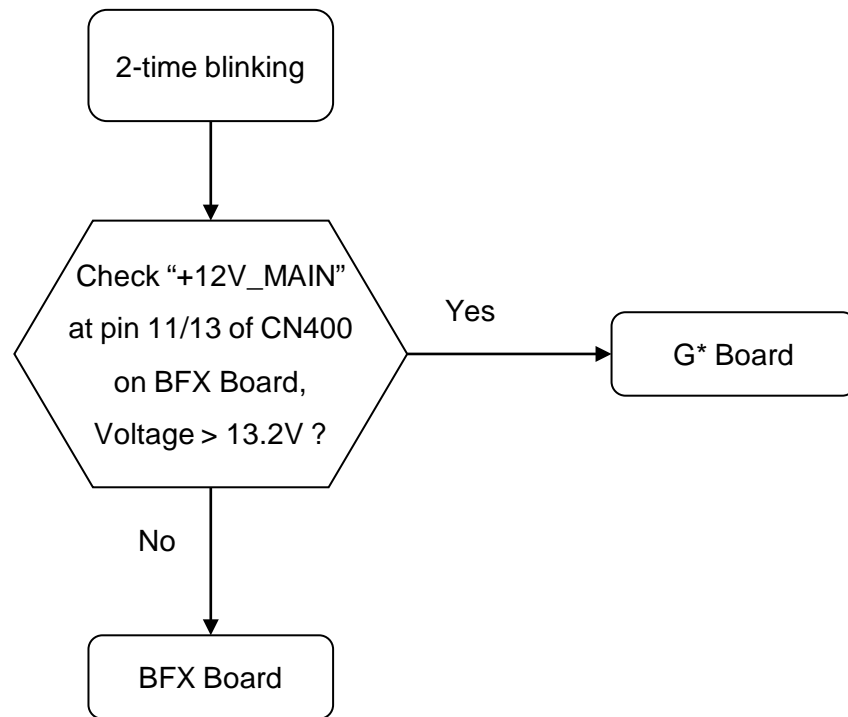 2-time blinking
Check “+12V_MAIN”
at pin 11/13 of CN400
on BFX Board,
Voltage > 13.2V ?
Yes
G* Board
No
BFX Board